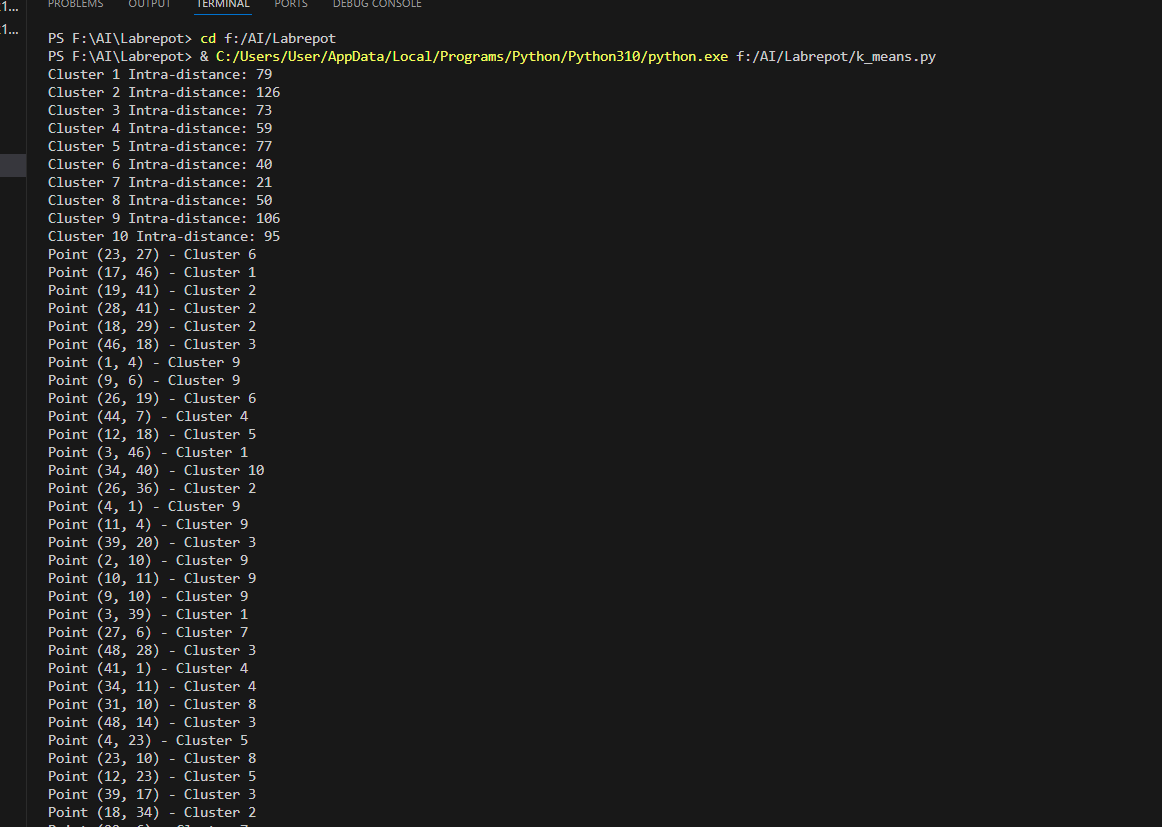 1...
PROBLEMS OUTPUT TERMINAL PORTS DEBUG CONSOLE
1...
PS F:\AI\Labrepot> cd f:/AI/Labrepot
PS F:\AI\Labrepot> & C:/Users/User/AppData/Local/Programs/Python/Python310/python.exe f:/AI/Labrepot/k_means.py
Cluster 1 Intra-distance: 79
Cluster 2 Intra-distance: 126
Cluster 3 Intra-distance: 73
Cluster 4 Intra-distance: 59
Cluster 5 Intra-distance: 77
Cluster 6 Intra-distance: 40
Cluster 7 Intra-distance: 21
Cluster 8 Intra-distance: 50
Cluster 9 Intra-distance: 106
Cluster 10 Intra-distance: 95
Point (23, 27) - Cluster 6
Point (17, 46) - Cluster 1
Point (19, 41) - Cluster 2
Point (28, 41) - Cluster 2
Point (18, 29) - Cluster 2
Point (46, 18) - Cluster 3
Point (1, 4) - Cluster 9
Point (9, 6) - Cluster 9
Point (26, 19) - Cluster 6
Point (44, 7) - Cluster 4
Point (12, 18) - Cluster 5
Point (3, 46) - Cluster 1
Point (34, 40) - Cluster 10
Point (26, 36) - Cluster 2
Point (4, 1) - Cluster 9
Point (11, 4) - Cluster 9
Point (39, 20) - Cluster 3
Point (2, 10) - Cluster 9
Point (10, 11) - Cluster 9
Point (9, 10) - Cluster 9
Point (3, 39) - Cluster 1
Point (27, 6) - Cluster 7
Point (48, 28) - Cluster 3
Point (41, 1) - Cluster 4
Point (34, 11) - Cluster 4
Point (31, 10) - Cluster 8
Point (48, 14) - Cluster 3
Point (4, 23) - Cluster 5
Point (23, 10) - Cluster 8
Point (12, 23) - Cluster 5
Point (39, 17) - Cluster 3
Point (18, 34) - Cluster 2